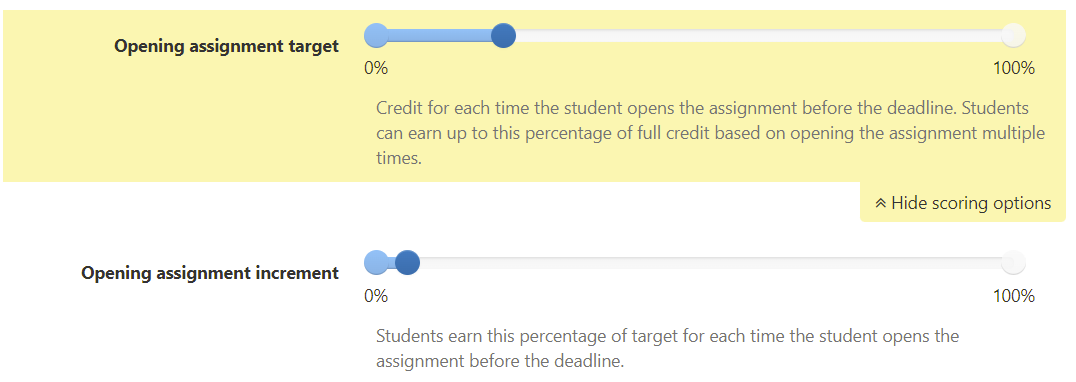 Opening assignment target
0%
100%
Credit for each time the student opens the assignment before the deadline. Students
can earn up to this percentage of full credit based on opening the assignment multiple
times.
Hide scoring options
Opening assignment increment
0%
100%
Students earn this percentage of target for each time the student opens the
assignment before the deadline.